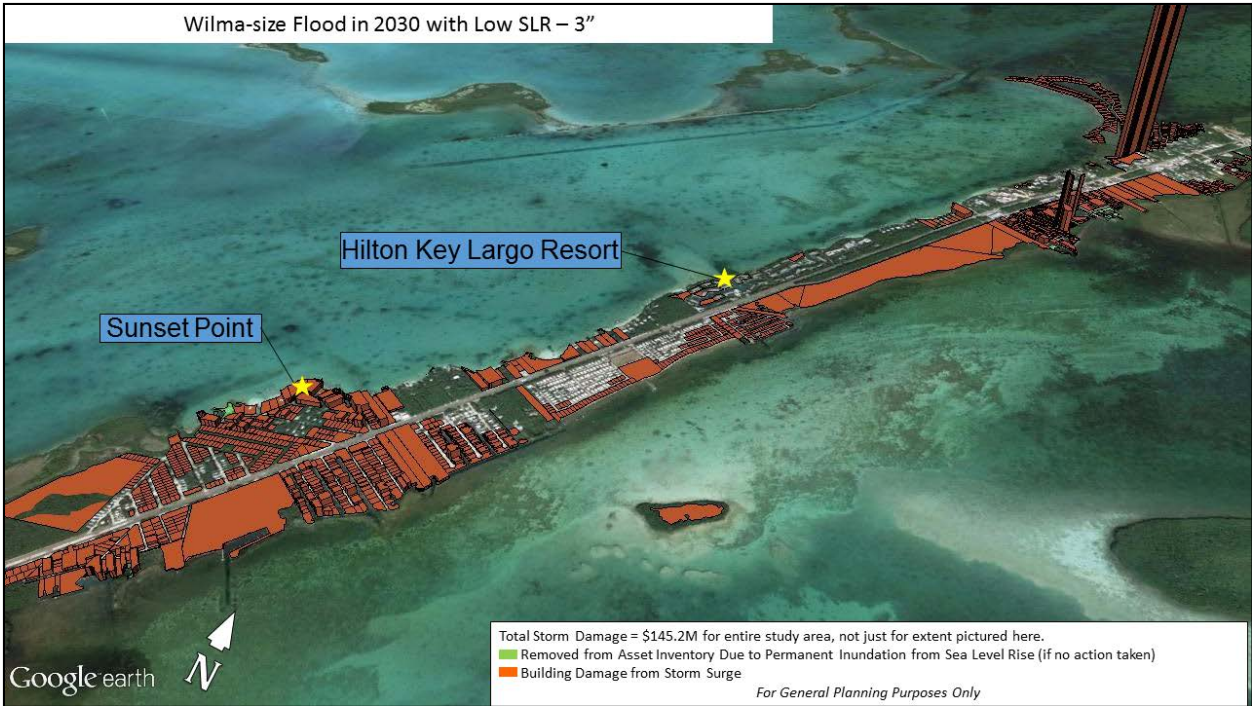 Wilma-size Flood in 2030 with Low SLR – 3”
Hilton Key Largo Resort
Sunset Point
N
Google earth
Total Storm Damage = $145.2M for entire study area, not just for extent pictured here.
Removed from Asset Inventory Due to Permanent Inundation from Sea Level Rise (if no action taken)
Building Damage from Storm Surge
For General Planning Purposes Only